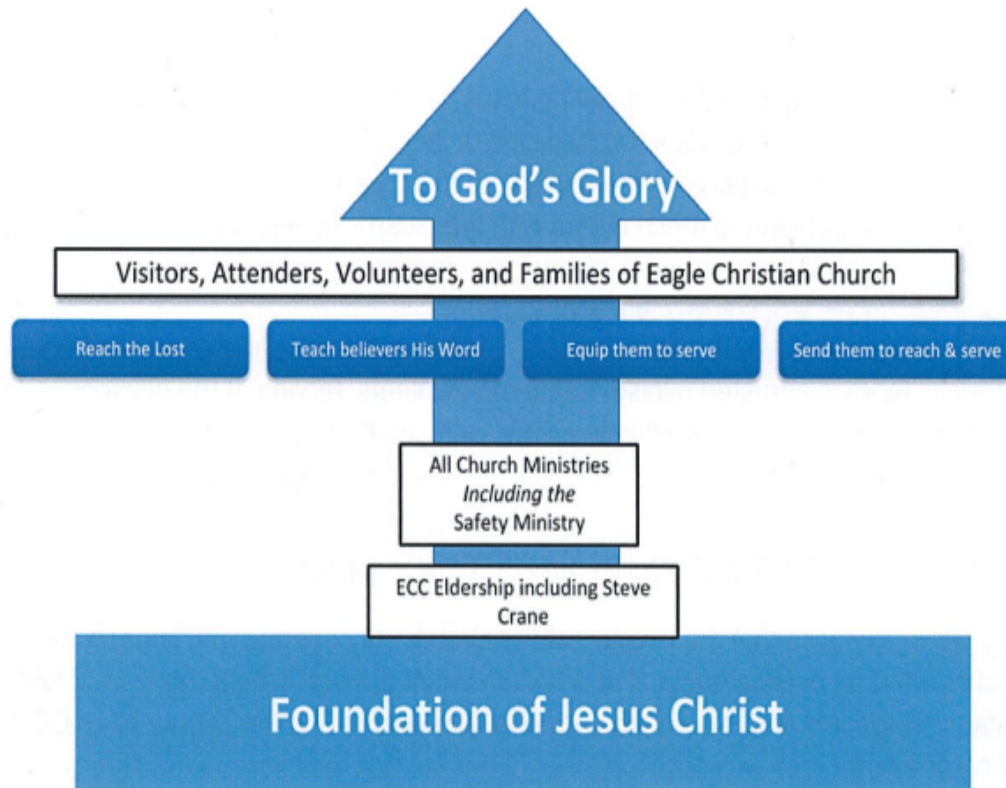 To God's Glory
Visitors, Attenders, Volunteers, and Families of Eagle Christian Church
Reach the Lost
Teach believers His Word
Equip them to serve
Send them to reach & serve
All Church Ministries
Including the
Safety Ministry
ECC Eldership including Steve
Crane
Foundation of Jesus Christ